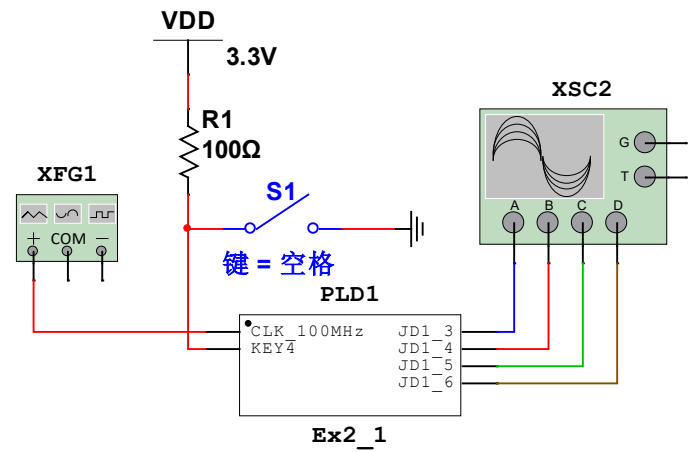 VDD
3.3V
R1
100Ω
XFG1
+ COM −
S1
键 = 空格
XSC2
G
T
A B C D
PLD1
CLK_100MHz JD1_3
KEY4 JD1_4
JD1_5
JD1_6
Ex2_1